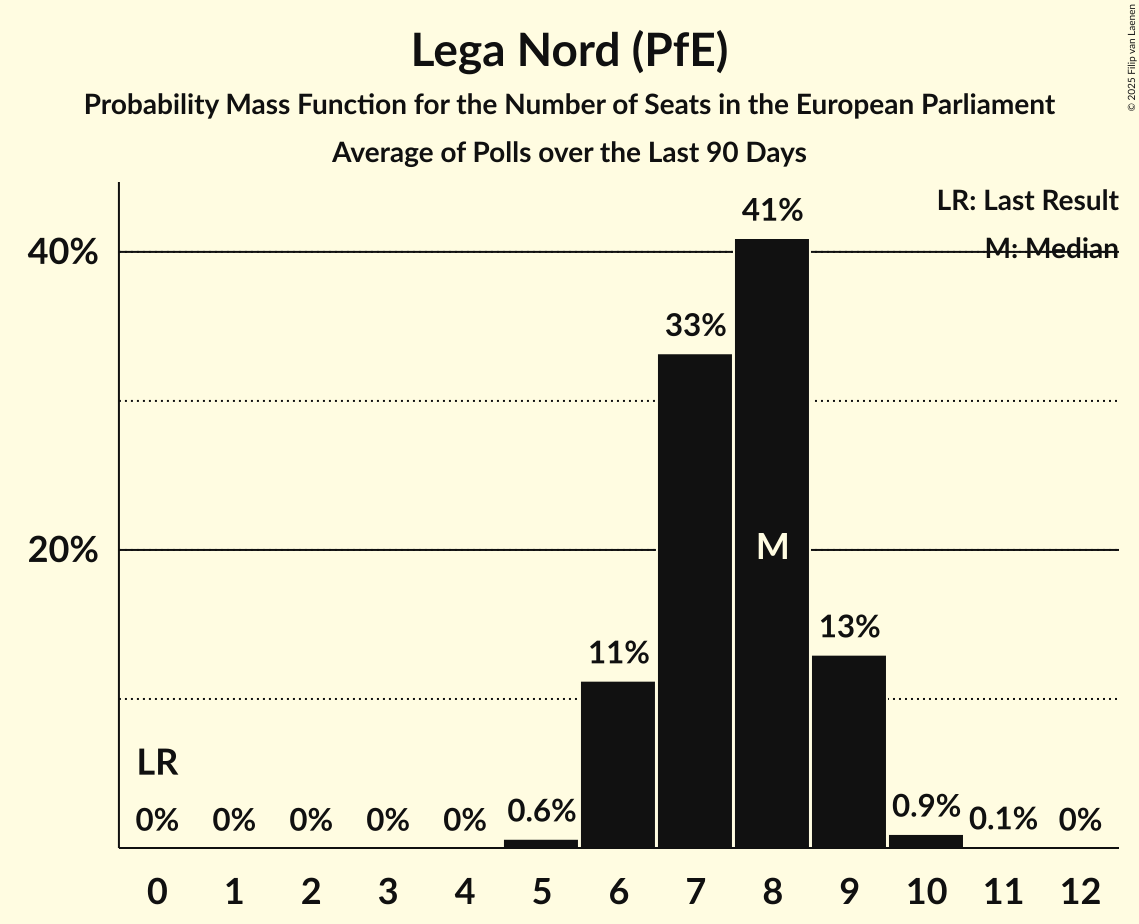 Lega Nord (PfE)
Probability Mass Function for the Number of Seats in the European Parliament
Average of Polls over the Last 90 Days
© 2025 Filip van Laenen
LR: Last Result
M: Median
40%
20%
41%
33%
M
13%
11%
LR
0% 0% 0% 0% 0% 0.6% 0.9% 0.1% 0%
0 1 2 3 4 5 6 7 8 9 10 11 12